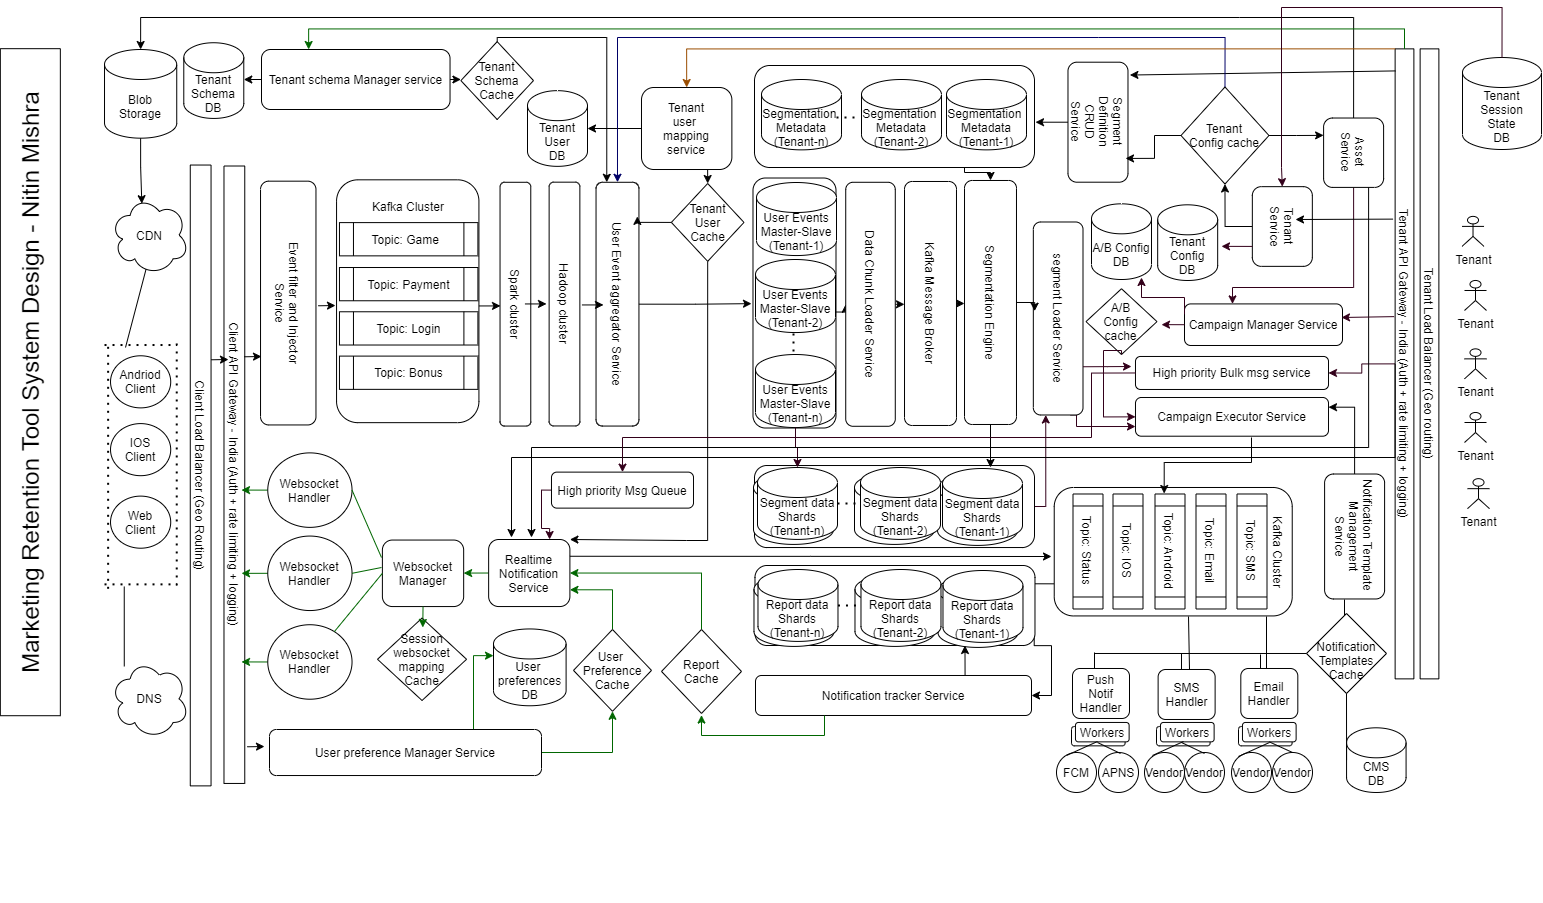 Marketing Retention Tool System Design - Nitin Mishra
Blob
Storage
Tenant
Schema
DB
Tenant schema Manager service
Tenant
Schema
Cache
Tenant
User
DB
Tenant
user
mapping
service
Segmentation
Metadata
(Tenant-n)
. . .
Segmentation
Metadata
(Tenant-2)
Segmentation
Metadata
(Tenant-1)
Segment
Definition
CRUD
Service
Tenant
Config cache
Asset
Service
Tenant
Session
State
DB
CDN
Client Load Balancer (Geo Routing)
Client API Gateway - India (Auth + rate limiting + logging)
Event filter and Injector
Service
Kafka Cluster
Topic: Game
Topic: Payment
Topic: Login
Topic: Bonus
Spark cluster
Hadoop cluster
User Event aggregator Service
Tenant
User
Cache
User Events
Master-Slave
(Tenant-1)
User Events
Master-Slave
(Tenant-2)
. . .
User Events
Master-Slave
(Tenant-n)
Data Chunk Loader Service
Kafka Message Broker
Segmentation Engine
segment Loader Service
A/B Config
DB
Tenant
Config
DB
Tenant
Service
A/B
Config
cache
Campaign Manager Service
High priority Bulk msg service
Campaign Executor Service
Tenant API Gateway - India (Auth + rate limiting + logging)
Tenant Load Balancer (Geo routing)
Tenant
Tenant
Tenant
Tenant
Tenant
Andriod
Client
IOS
Client
Web
Client
DNS
Websocket
Handler
Websocket
Handler
Websocket
Handler
Websocket
Manager
Session
websocket
mapping
Cache
High priority Msg Queue
Realtime
Notification
Service
User
preferences
DB
User
Preference
Cache
Report
Cache
User preference Manager Service
Segment data
Shards
(Tenant-n)
. . .
Segment data
Shards
(Tenant-2)
Segment data
Shards
(Tenant-1)
Report data
Shards
(Tenant-n)
. . .
Report data
Shards
(Tenant-2)
Report data
Shards
(Tenant-1)
Notification tracker Service
Topic: Status
Topic: IOS
Topic: Android
Topic: Email
Topic: SMS
Kafka Cluster
Notification Template
Management
Service
Notification
Templates
Cache
CMS
DB
Push
Notif
Handler
SMS
Handler
Email
Handler
Workers
Workers
Workers
FCM
APNS
Vendor
Vendor
Vendor
Vendor